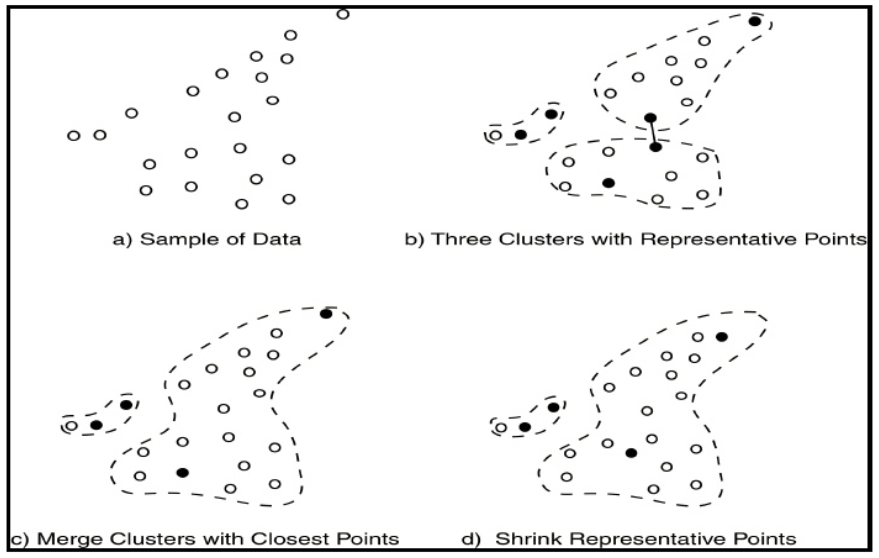 a) Sample of Data
b) Three Clusters with Representative Points
c) Merge Clusters with Closest Points
d) Shrink Representative Points